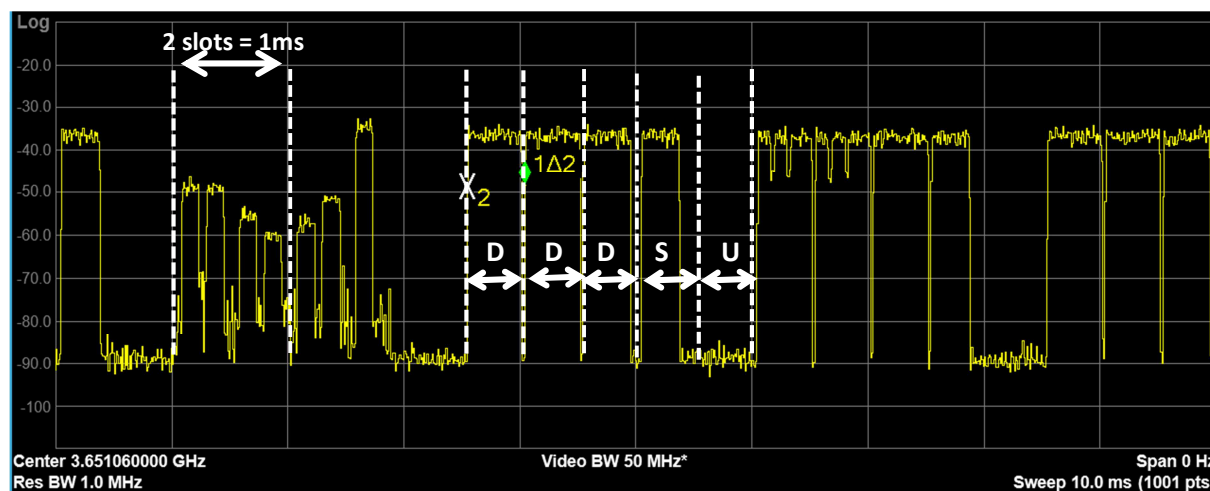 Log
2 slots = 1ms
-20.0
-30.0
-40.0
-50.0
-60.0
-70.0
-80.0
-90.0
-100
1Δ2
X2
D D D S U
Center 3.651060000 GHz Video BW 50 MHz* Span 0 Hz
Res BW 1.0 MHz Sweep 10.0 ms (1001 pts